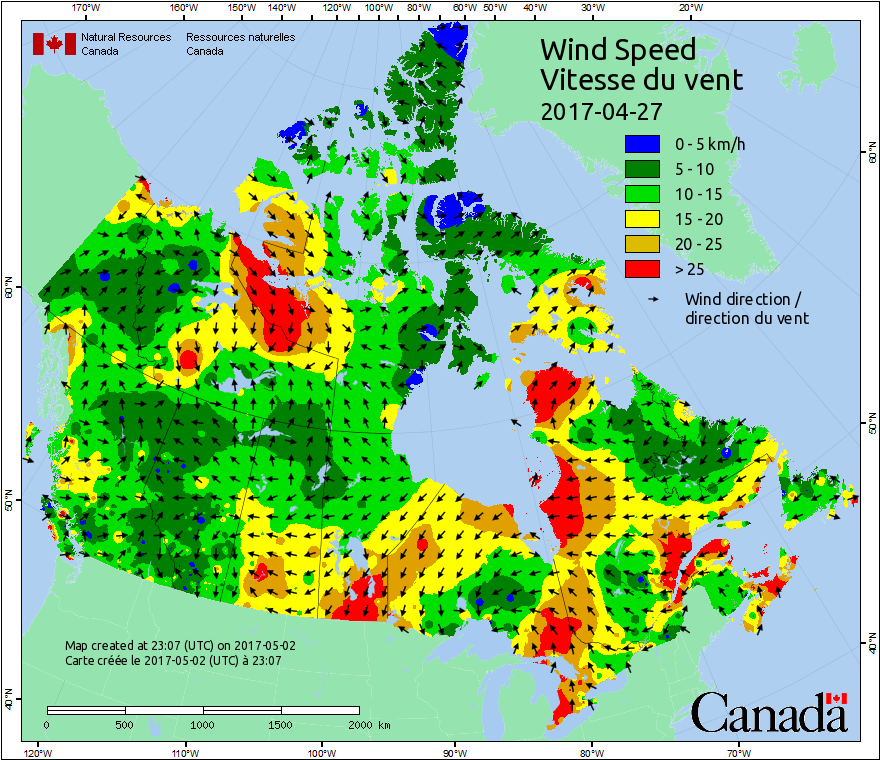 170°W 160°W 150°W 140°W 130°W 120°W 110°W 100°W 90°W 80°W 70°W 60°W 50°W 40°W 30°W 20°W
Natural Resources Ressources naturelles
Canada Canada
Wind Speed
Vitesse du vent
2017-04-27
0 - 5 km/h
5 - 10
10 - 15
15 - 20
20 - 25
> 25
Wind direction /
direction du vent
60°N
60°N
50°N
50°N
40°N
40°N
Map created at 23:07 (UTC) on 2017-05-02
Carte créée le 2017-05-02 (UTC) à 23:07
0 500 1000 1500 2000 km
Canada
120°W 110°W 100°W 90°W 80°W 70°W